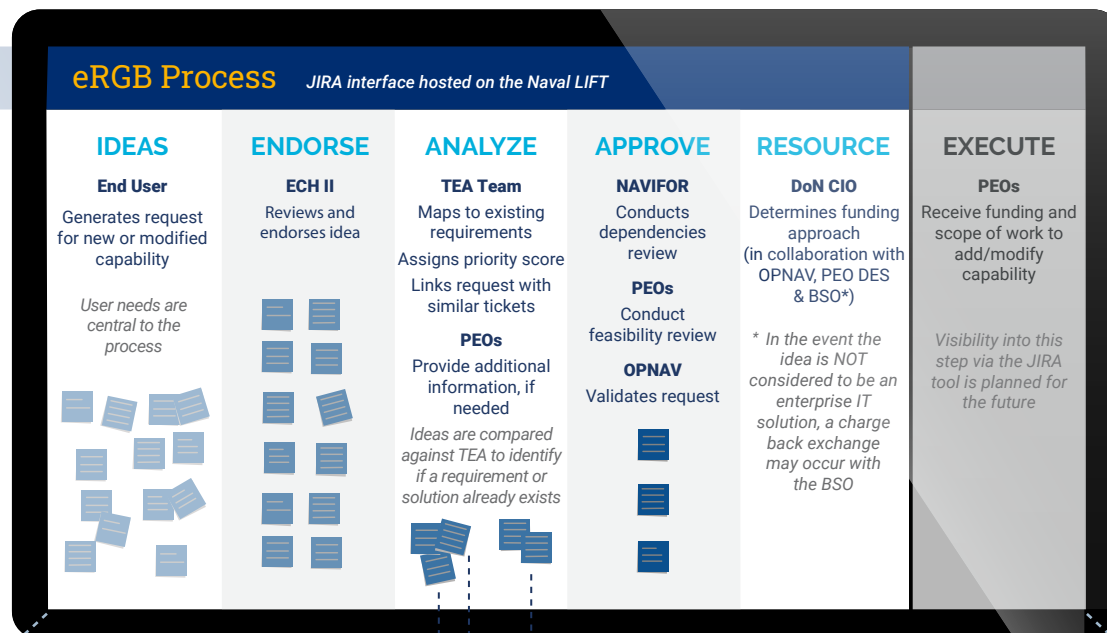 eRGB Process JIRA interface hosted on the Naval LIFT
IDEAS
End User
Generates request
for new or modified
capability
User needs are
central to the
process
ENDORSE
ECH II
Reviews and
endorses idea
ANALYZE
TEA Team
Maps to existing
requirements
Assigns priority score
Links request with
similar tickets
PEOs
Provide additional
information, if
needed
Ideas are compared
against TEA to identify
if a requirement or
solution already exists
APPROVE
NAVIFOR
Conducts
dependencies
review
PEOs
Conduct
feasibility review
OPNAV
Validates request
RESOURCE
DoN CIO
Determines funding
approach
(in collaboration with
OPNAV, PEO DES
& BSO*)
* In the event the
idea is NOT
considered to be an
enterprise IT
solution, a charge
back exchange
may occur with
the BSO
EXECUTE
PEOs
Receive funding and
scope of work to
add/modify
capability
Visibility into this
step via the JIRA
tool is planned for
the future